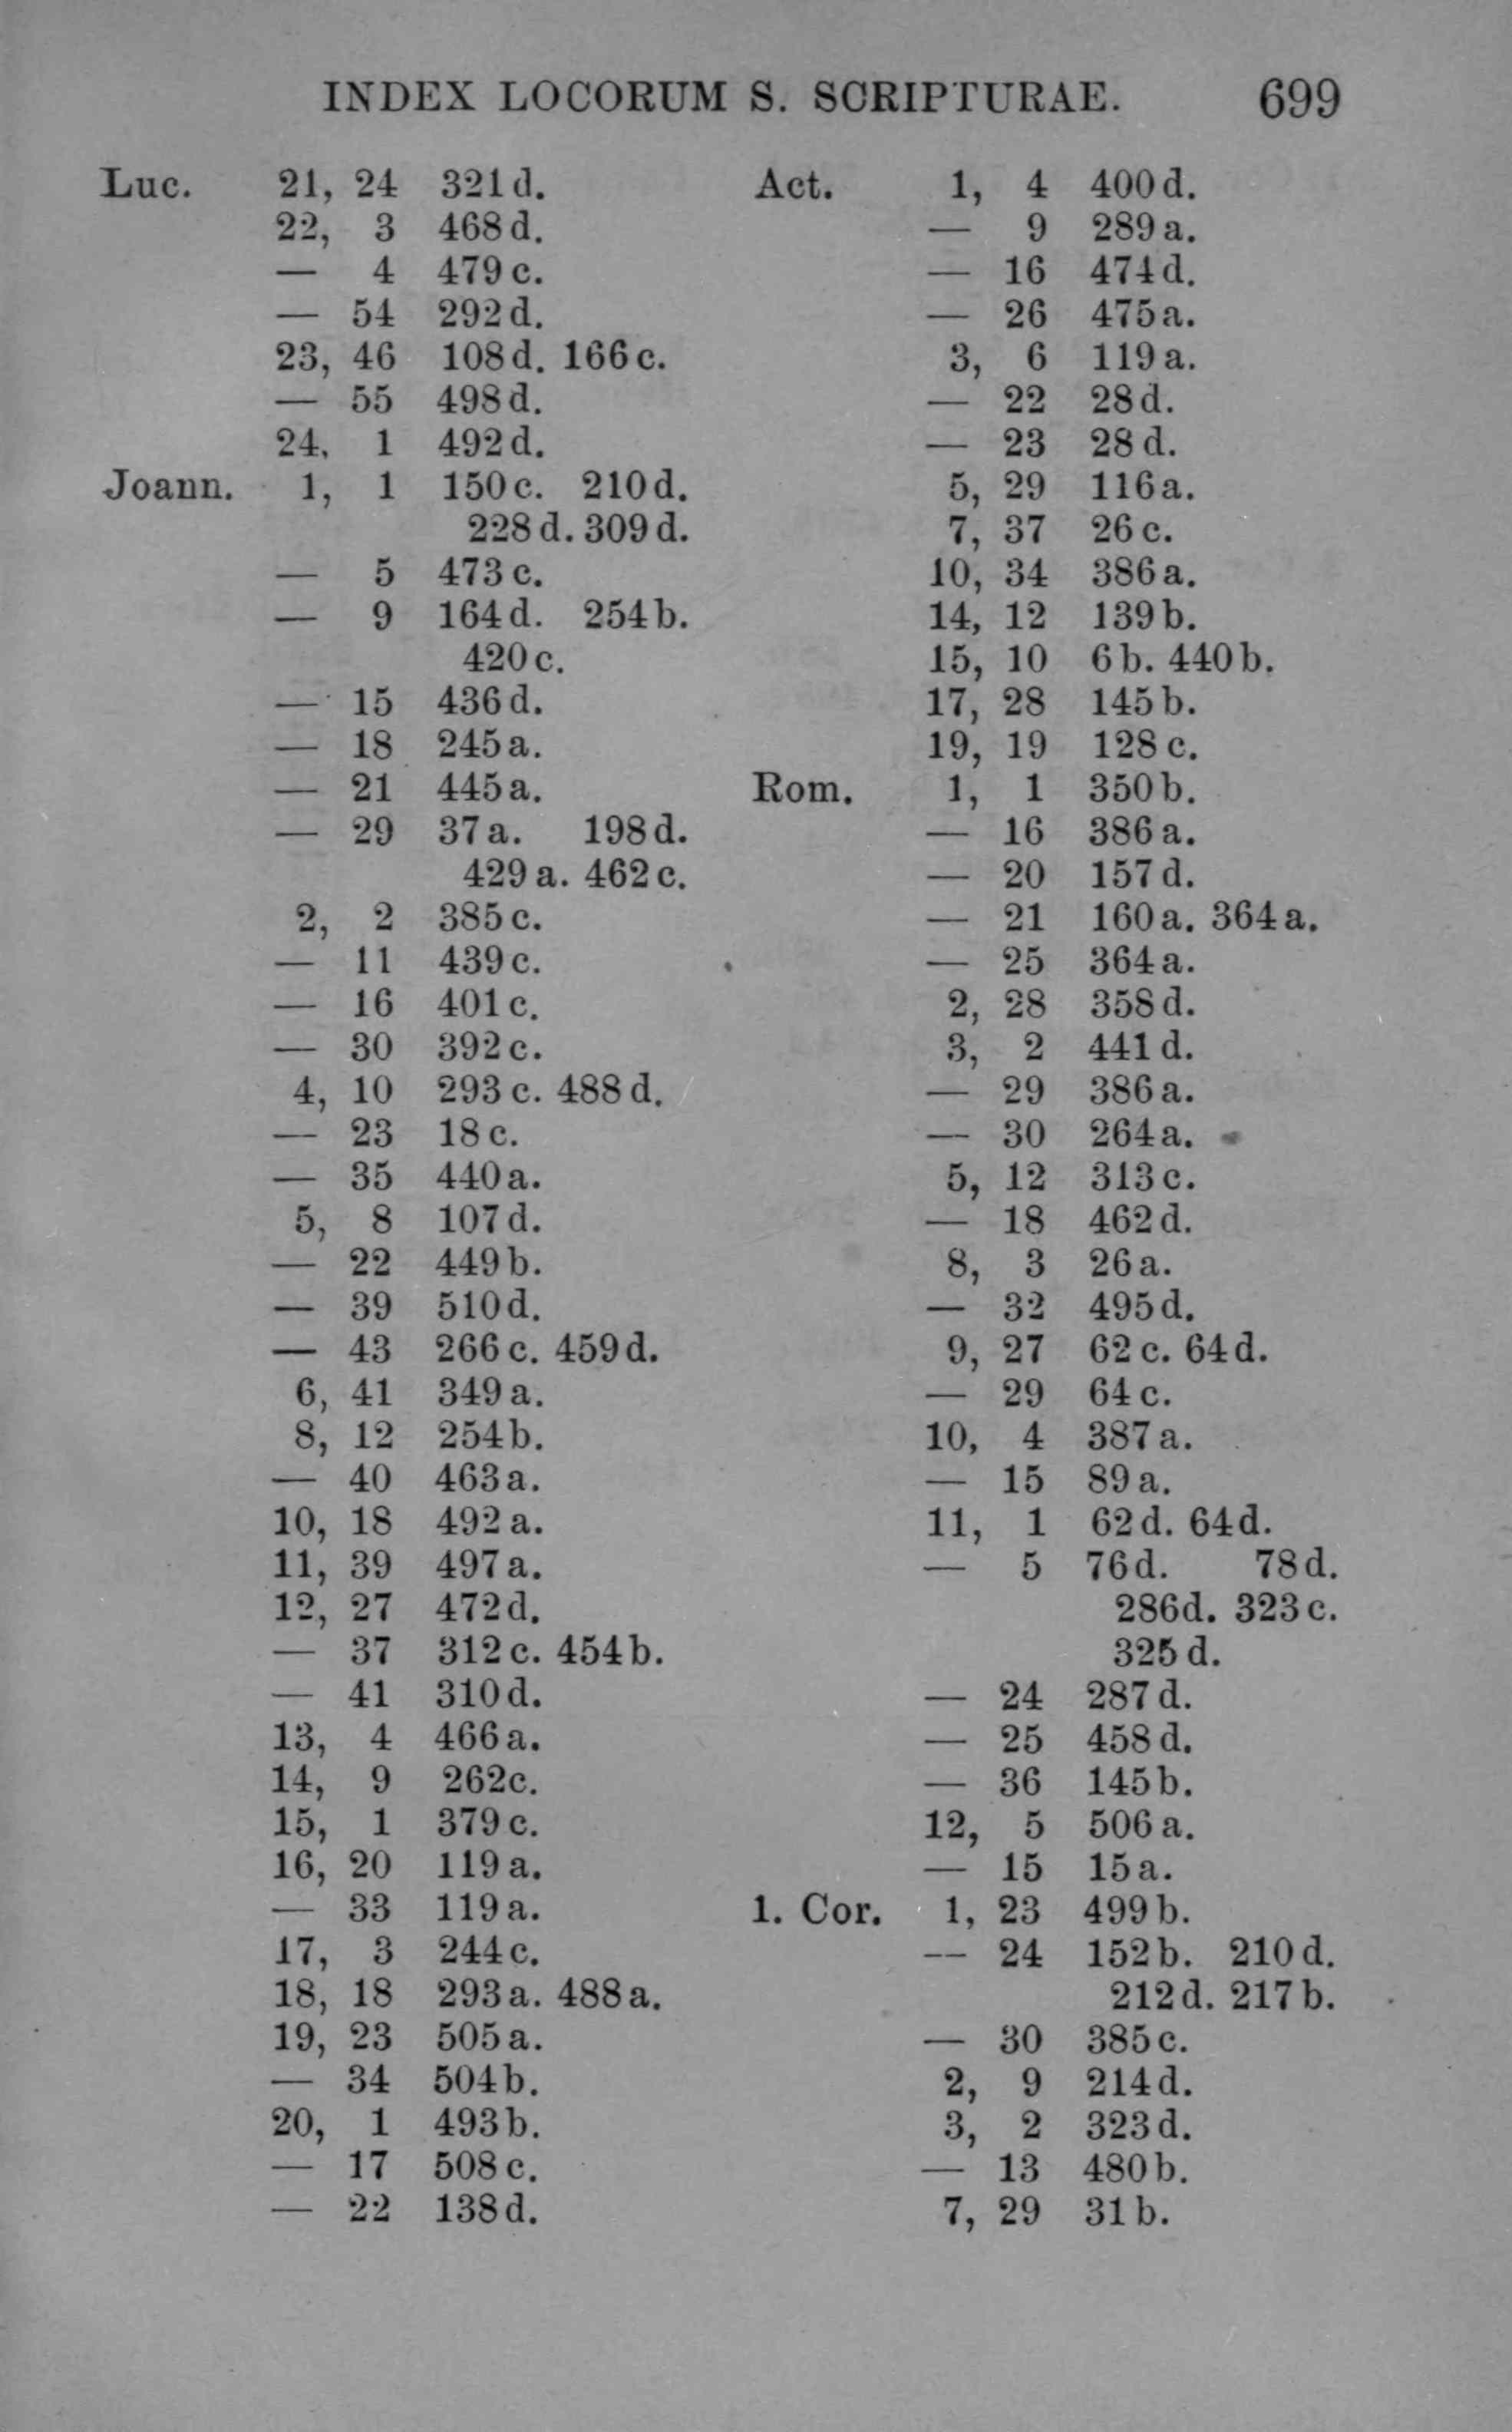 INDEX LOCORUM S. SCRIPTURAE. 699
Luc. 21, 24 321 d.
22, 3 468 d.
— 4 479 c.
— 54 292 d.
23, 46 108 d. 166 c.
— 55 498 d.
24, 1 492 d.
Joann. 1, 1 150 c. 210 d.
228 d. 309 d.
— 5 473 c.
— 9 164 d. 254 b.
420 c.
— 15 436 d.
— 18 245 a.
— 21 445 a.
— 29 37 a. 198 d.
429 a. 462 c.
2, 2 385 c.
— 11 439 c.
— 16 401 c.
— 30 392 c.
4, 10 293 c. 488 d.
— 23 18 c.
— 35 440 a.
5, 8 107 d.
— 22 449 b.
— 39 510 d.
— 43 266 c. 459 d.
6, 41 349 a.
8, 12 254 b.
— 40 463 a.
10, 18 492 a.
11, 39 497 a.
12, 27 472 d.
— 37 312 c. 454 b.
— 41 310 d.
13, 4 466 a.
14, 9 262c.
15, 1 379 c.
16, 20 119 a.
— 33 119 a.
17, 3 244 c.
18, 18 293 a. 488 a.
19, 23 505 a.
— 34 504 b.
20, 1 493 b.
— 17 508 c.
— 22 138 d.
Act. 1, 4 400 d.
— 9 289 a.
— 16 474 d.
— 26 475 a.
3, 6 119 a.
— 22 28 d.
— 23 28 d.
5, 29 116 a.
7, 37 26 c.
10, 34 386 a.
14, 12 139 b.
15, 10 6 b. 440 b.
17, 28 145 b.
19, 19 128 c.
Rom. 1, 1 350 b.
— 16 386 a.
— 20 157 d.
— 21 160 a. 364 a.
— 25 364 a.
2, 28 358 d.
3, 2 441 d.
— 29 386 a.
— 30 264 a.
5, 12 313 c.
— 18 462 d.
8, 3 26 a.
— 32 495 d.
9, 27 62 c. 64 d.
— 29 64 c.
10, 4 387 a.
— 15 89 a.
11, 1 62 d. 64 d.
— 5 76 d. 78 d.
286d. 323 c.
325 d.
— 24 287 d.
— 25 458 d.
— 36 145 b.
12, 5 506 a.
— 15 15 a.
1. Cor. 1, 23 499 b.
— 24 152 b. 210 d.
212 d. 217 b.
— 30 385 c.
2, 9 214 d.
3, 2 323 d.
— 13 480 b.
7, 29 31 b.